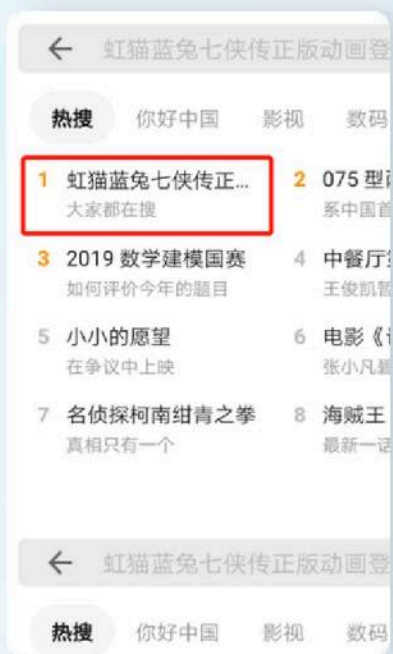 ← 虹猫蓝兔七侠传正版动画登
热搜 你好中国 影视 数码
1 虹猫蓝兔七侠传正... 2 075 型
大家都在搜 系中国首
3 2019 数学建模国赛 4 中餐厅
如何评价今年的题目 王俊凯暂
5 小小的愿望 6 电影《
在争议中上映 张小凡碧
7 名侦探柯南绀青之拳 8 海贼王
真相只有一个 最新一话
← 虹猫蓝兔七侠传正版动画登
热搜 你好中国 影视 数码